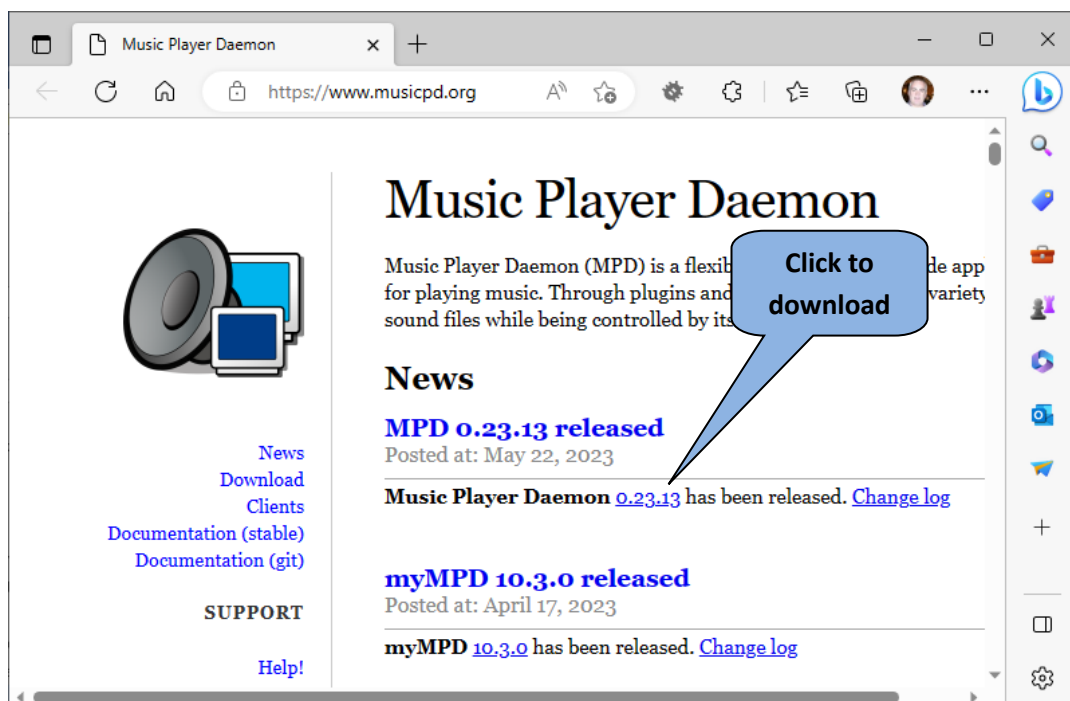 Music Player Daemon
https://www.musicpd.org
Music Player Daemon
Music Player Daemon (MPD) is a de app
for playing music. Through plugins and variety
sound files while being controlled by its
Click to
download
News
MPD 0.23.13 released
Posted at: May 22, 2023
Music Player Daemon 0.23.13 has been released. Change log
myMPD 10.3.0 released
Posted at: April 17, 2023
myMPD 10.3.0 has been released. Change log
News
Download
Clients
Documentation (stable)
Documentation (git)
SUPPORT
Help!